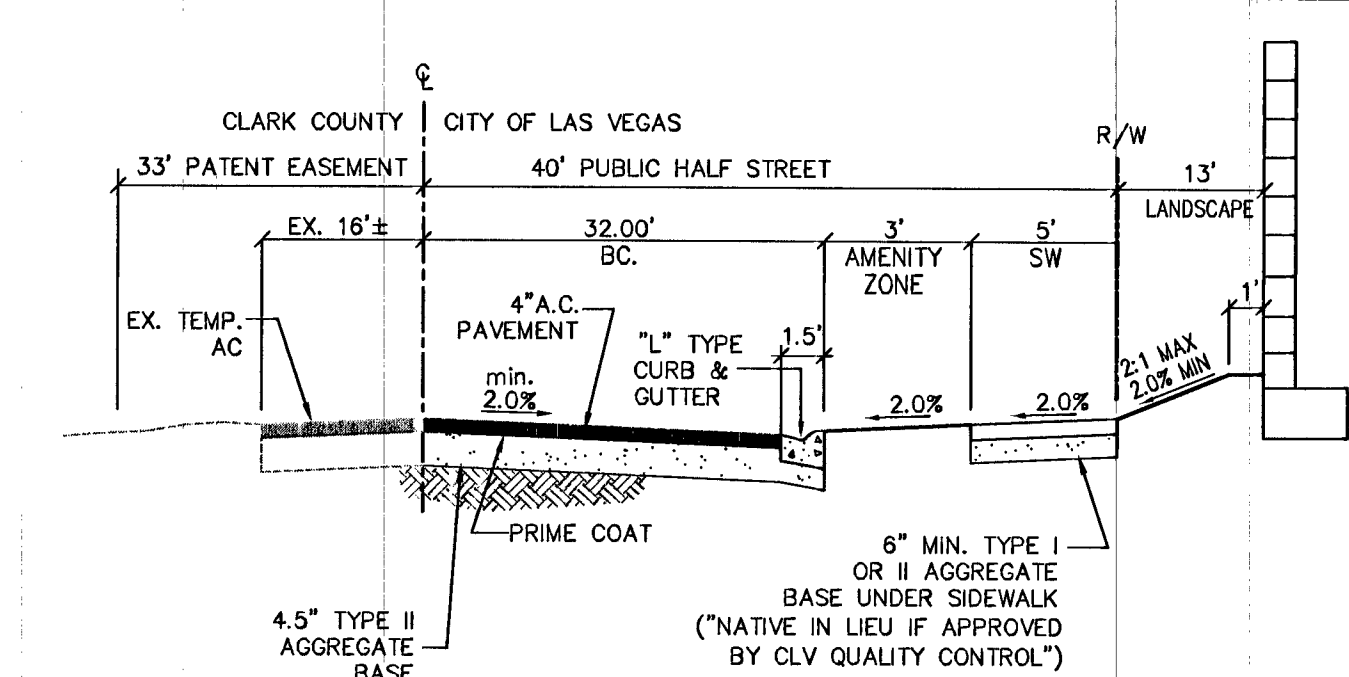 ℄
CLARK COUNTY
CITY OF LAS VEGAS
R/W
33' PATENT EASEMENT
40' PUBLIC HALF STREET
13'
LANDSCAPE
EX. 16'±
32.00'
BC.
3'
AMENITY
ZONE
5'
SW
1'
EX. TEMP.
AC
4"A.C.
PAVEMENT
"L" TYPE
CURB &
GUTTER
1.5'
2:1 MAX
2.0% MIN
min.
2.0%
2.0%
2.0%
PRIME COAT
4.5" TYPE II
AGGREGATE
BASE
6" MIN. TYPE I
OR II AGGREGATE
BASE UNDER SIDEWALK
("NATIVE IN LIEU IF APPROVED
BY CLV QUALITY CONTROL")